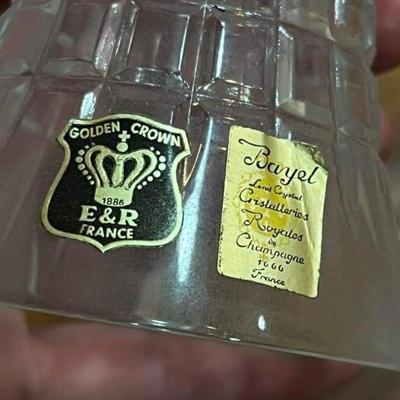 GOLDEN CROWN
1886
E&R
FRANCE
Bayel
Lead Crystal
Cristalleries
Royales
de
Champagne
1666
France